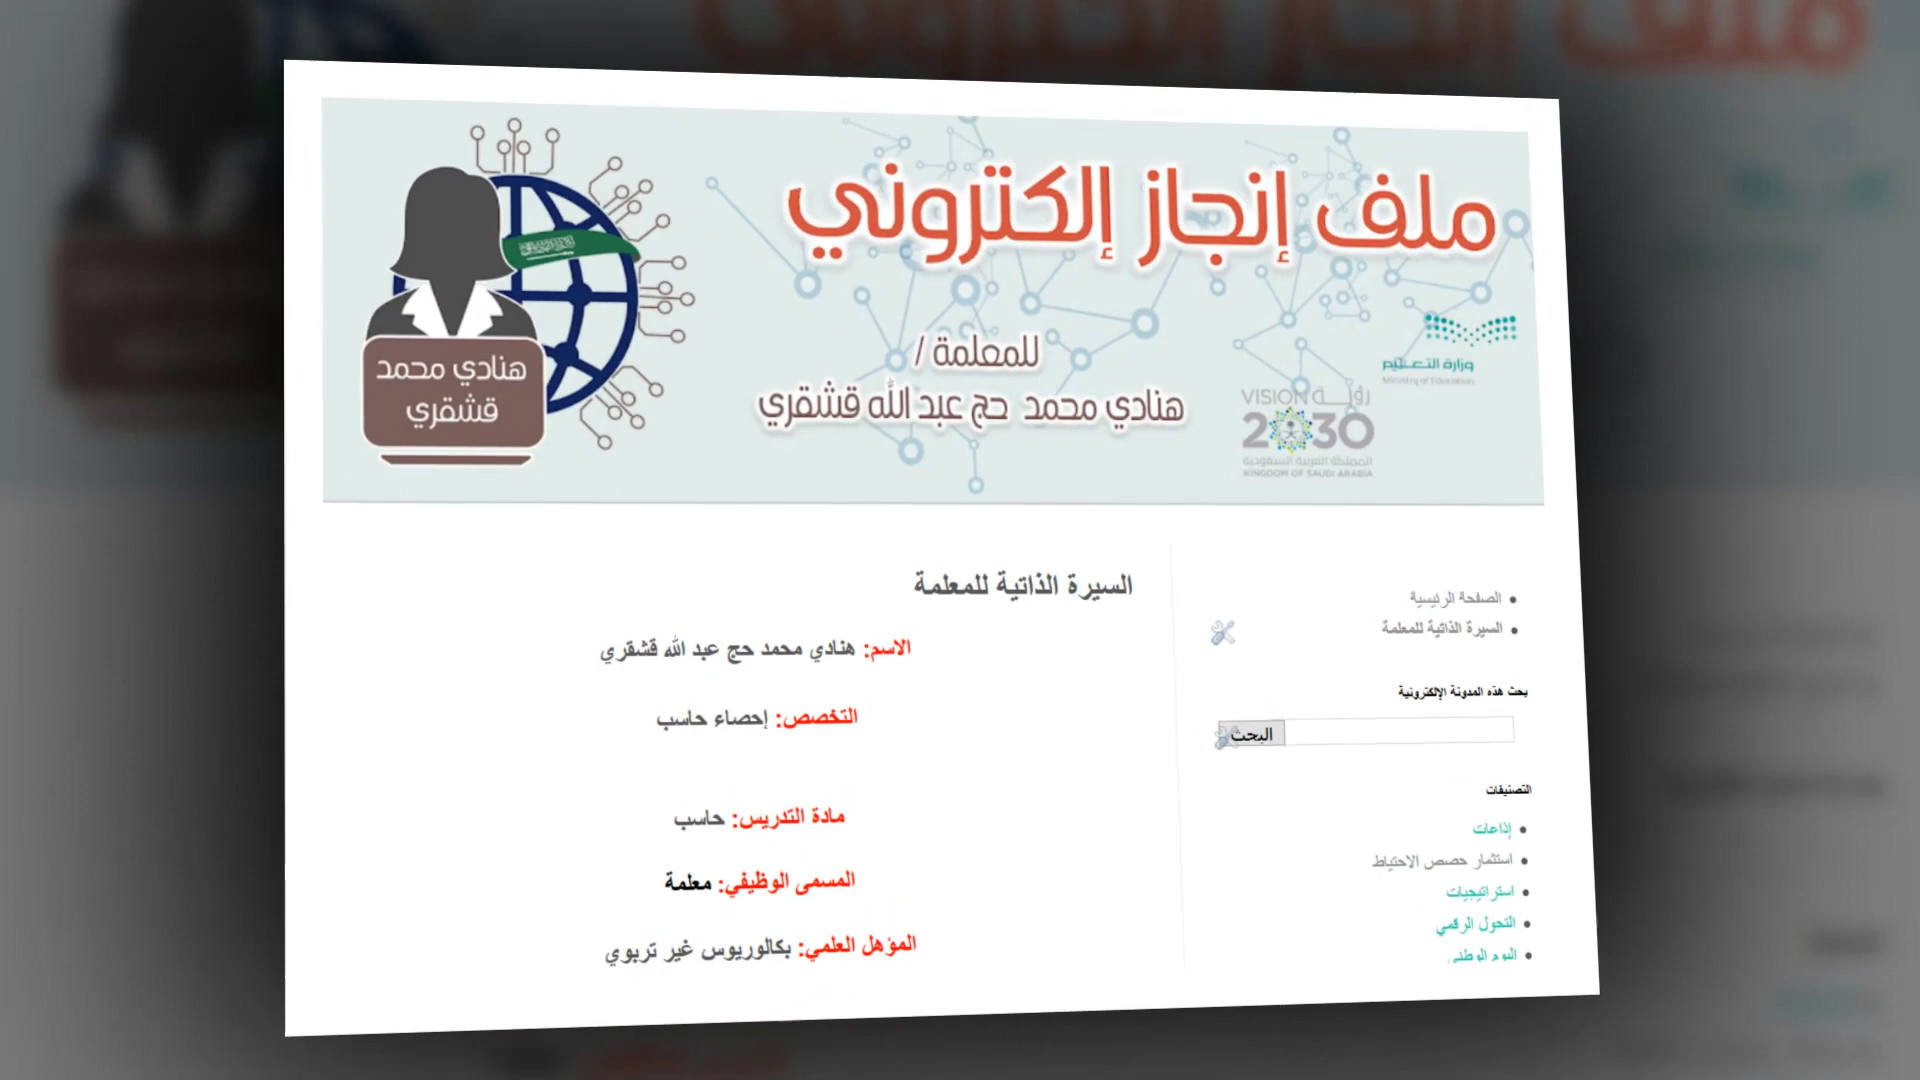 ملف إنجاز إلكتروني
للمعلمة /
هنادي محمد حج عبد الله قشقري
هنادي محمد
قشقري
وزارة التعليم
Ministry of Education
VISION رؤيـــة
2030
المملكة العربية السعودية
KINGDOM OF SAUDI ARABIA
الصفحة الرئيسية
السيرة الذاتية للمعلمة
بحث هذه المدونة الإلكترونية
البحث
التصنيفات
إذاعات
استثمار حصص الاحتياط
استراتيجيات
التحول الرقمي
اليوم الوطني
السيرة الذاتية للمعلمة
الاسم: هنادي محمد حج عبد الله قشقري
التخصص: إحصاء حاسب
مادة التدريس: حاسب
المسمى الوظيفي: معلمة
المؤهل العلمي: بكالوريوس غير تربوي